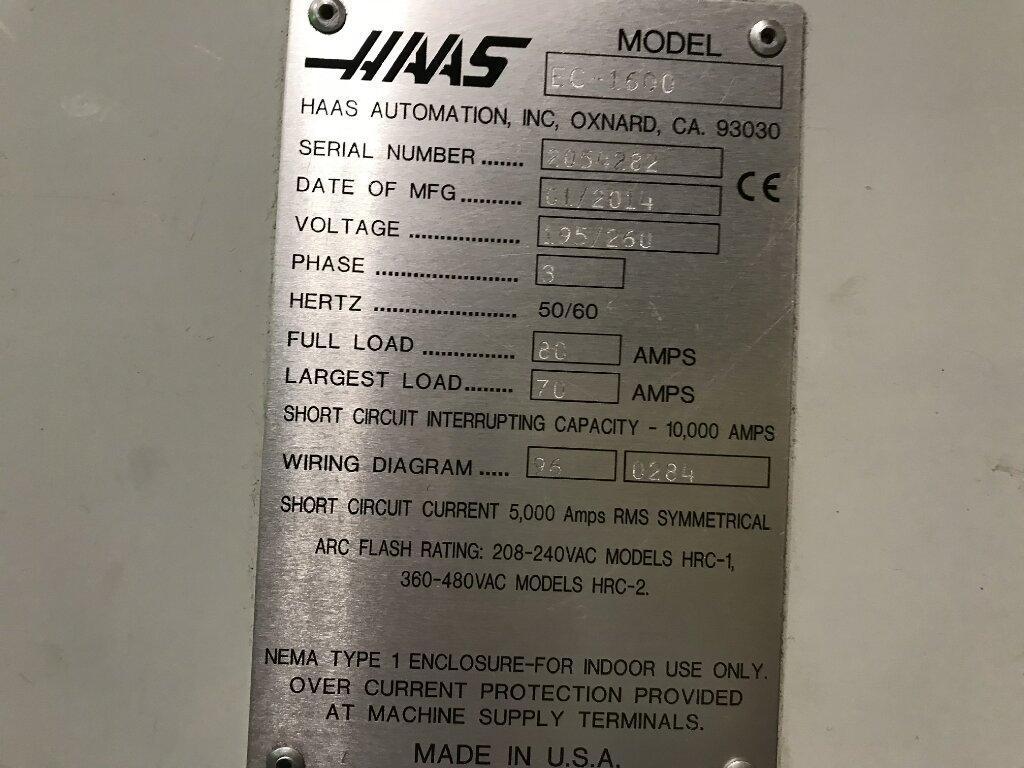 HAAS
MODEL
EC-1600
HAAS AUTOMATION, INC, OXNARD, CA. 93030
SERIAL NUMBER ....... 2054282
DATE OF MFG .......... 01/2014
VOLTAGE .................. 195/260
PHASE ....................... 3
HERTZ ....................... 50/60
FULL LOAD ............... 80 AMPS
LARGEST LOAD........ 70 AMPS
SHORT CIRCUIT INTERRUPTING CAPACITY - 10,000 AMPS
WIRING DIAGRAM ..... 96 0284
SHORT CIRCUIT CURRENT 5,000 Amps RMS SYMMETRICAL
ARC FLASH RATING: 208-240VAC MODELS HRC-1,
360-480VAC MODELS HRC-2.
NEMA TYPE 1 ENCLOSURE-FOR INDOOR USE ONLY.
OVER CURRENT PROTECTION PROVIDED
AT MACHINE SUPPLY TERMINALS.
MADE IN U.S.A.
CE